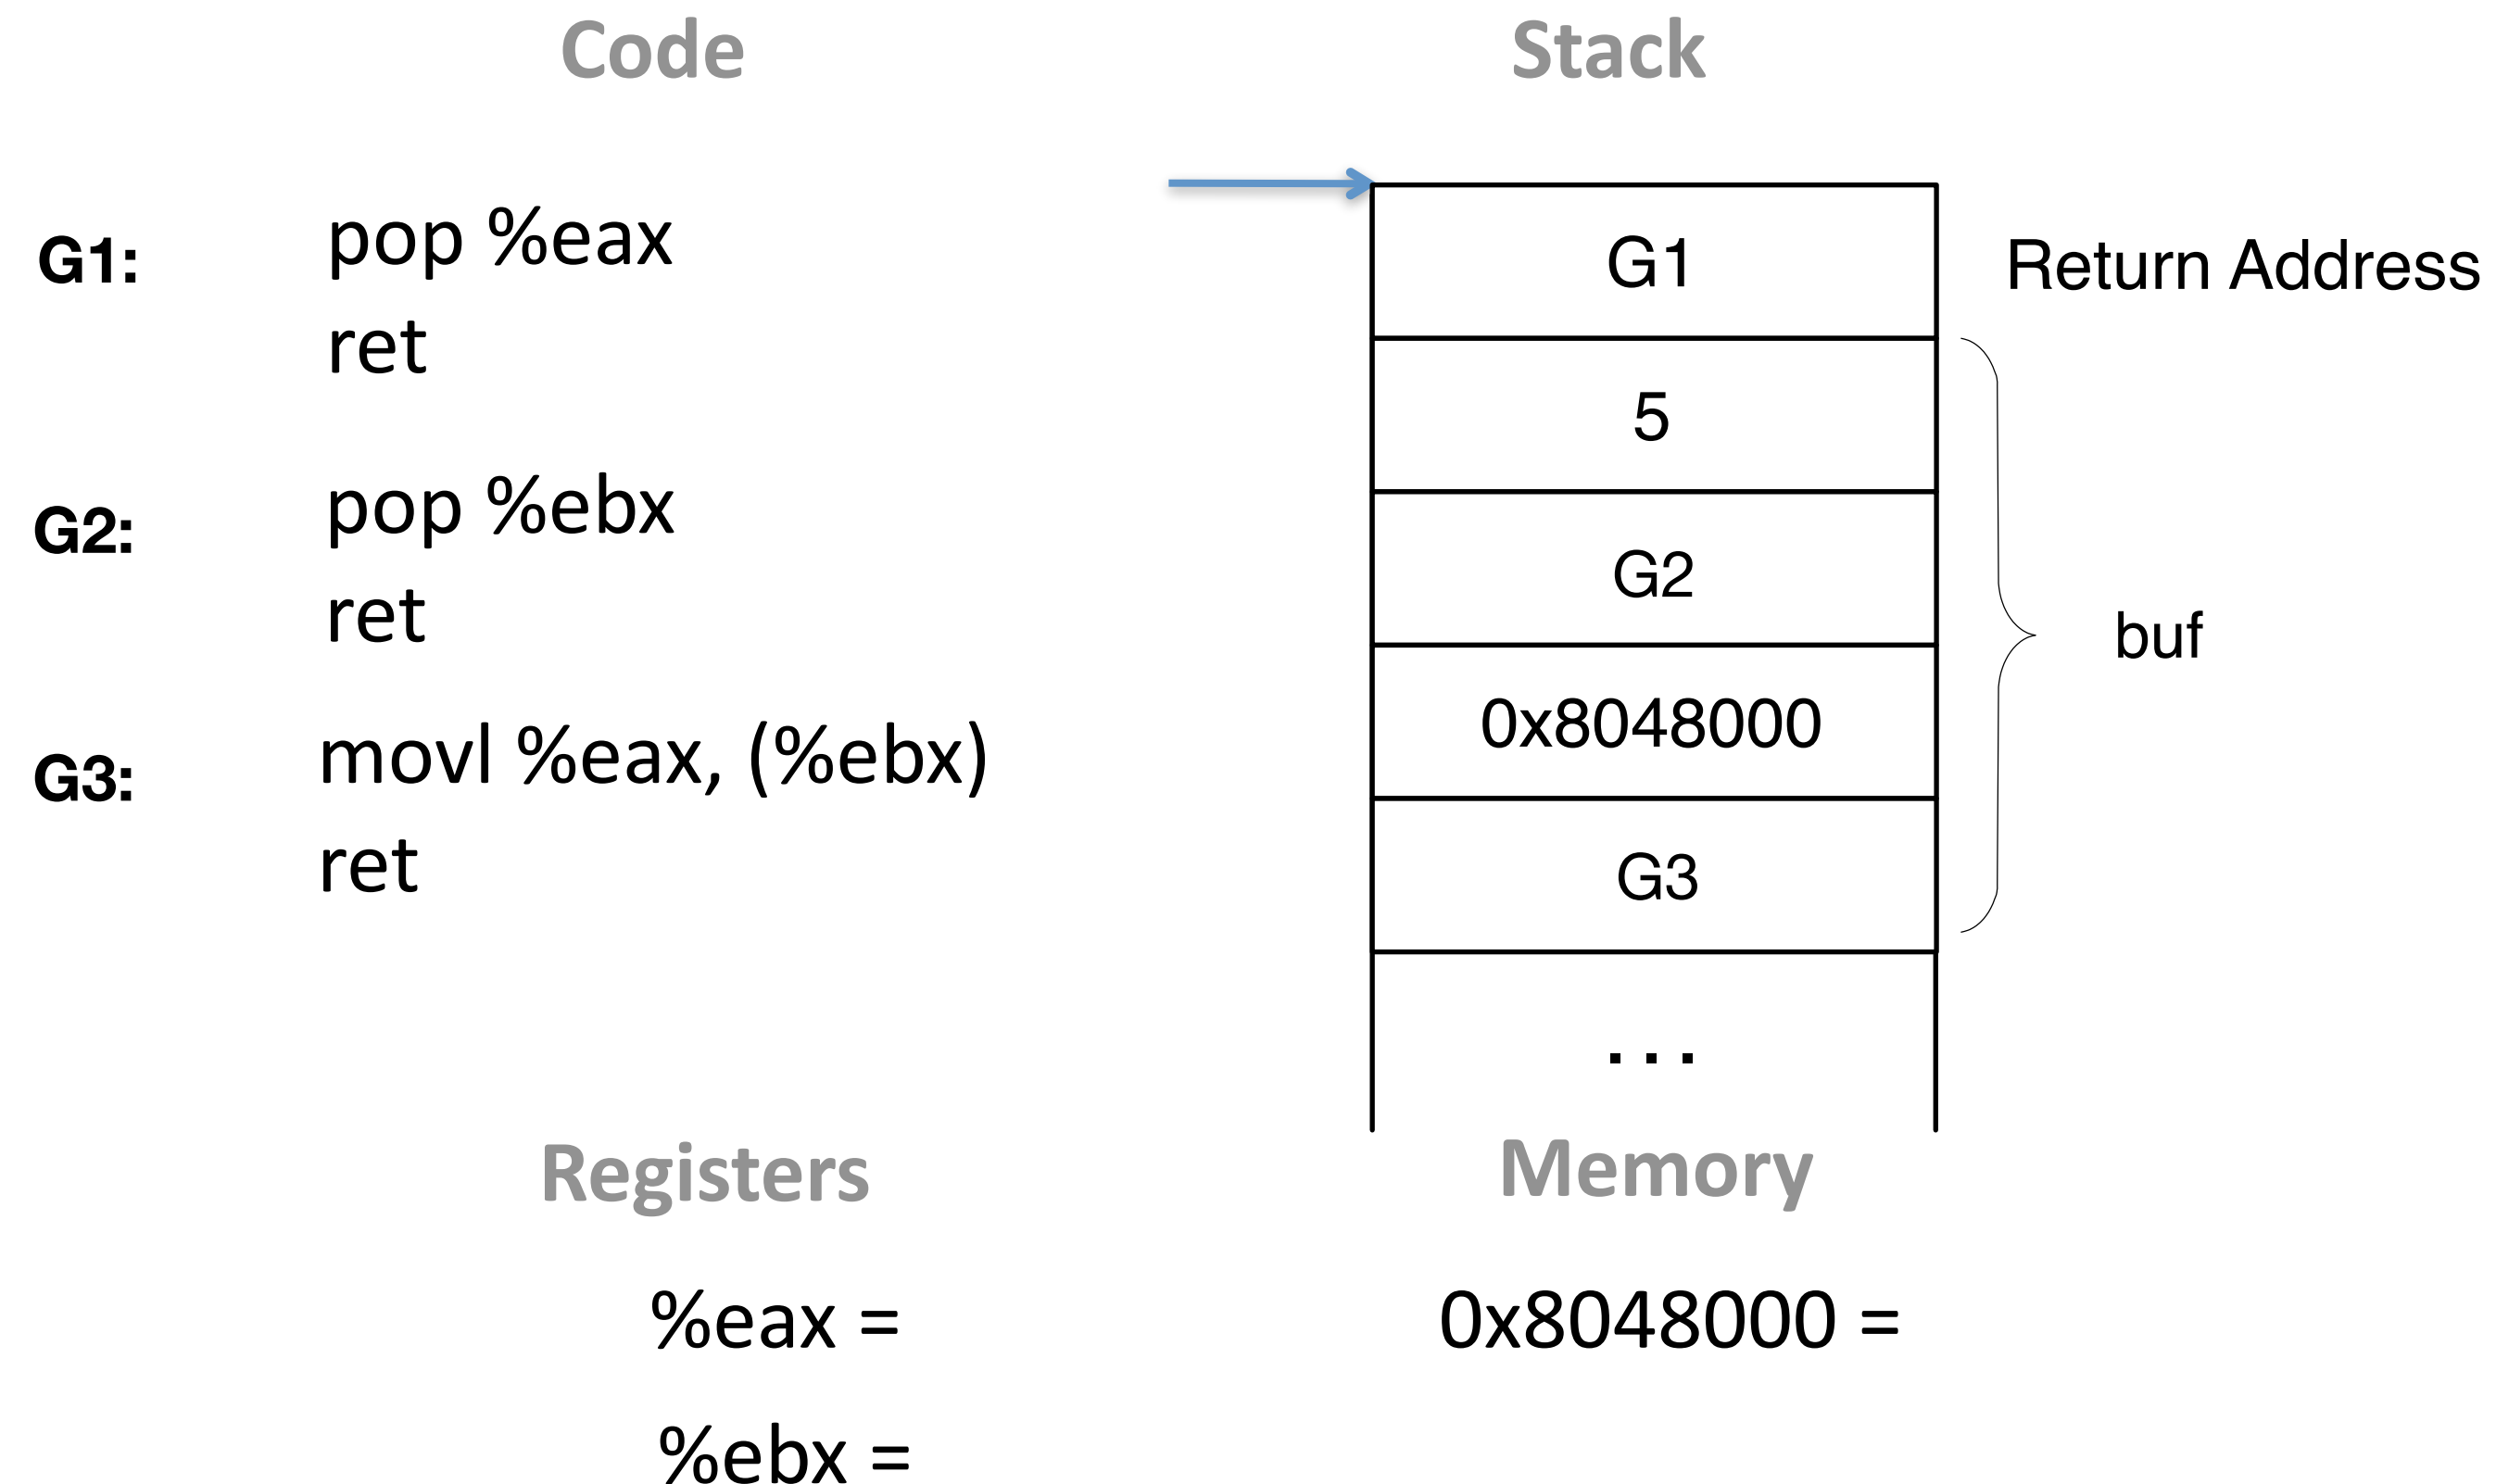 Code
G1:
pop %eax
ret
G2:
pop %ebx
ret
G3:
movl %eax, (%ebx)
ret
Stack
G1
Return Address
5
G2
0x8048000
G3
buf
...
Registers
%eax =
%ebx =
Memory
0x8048000 =